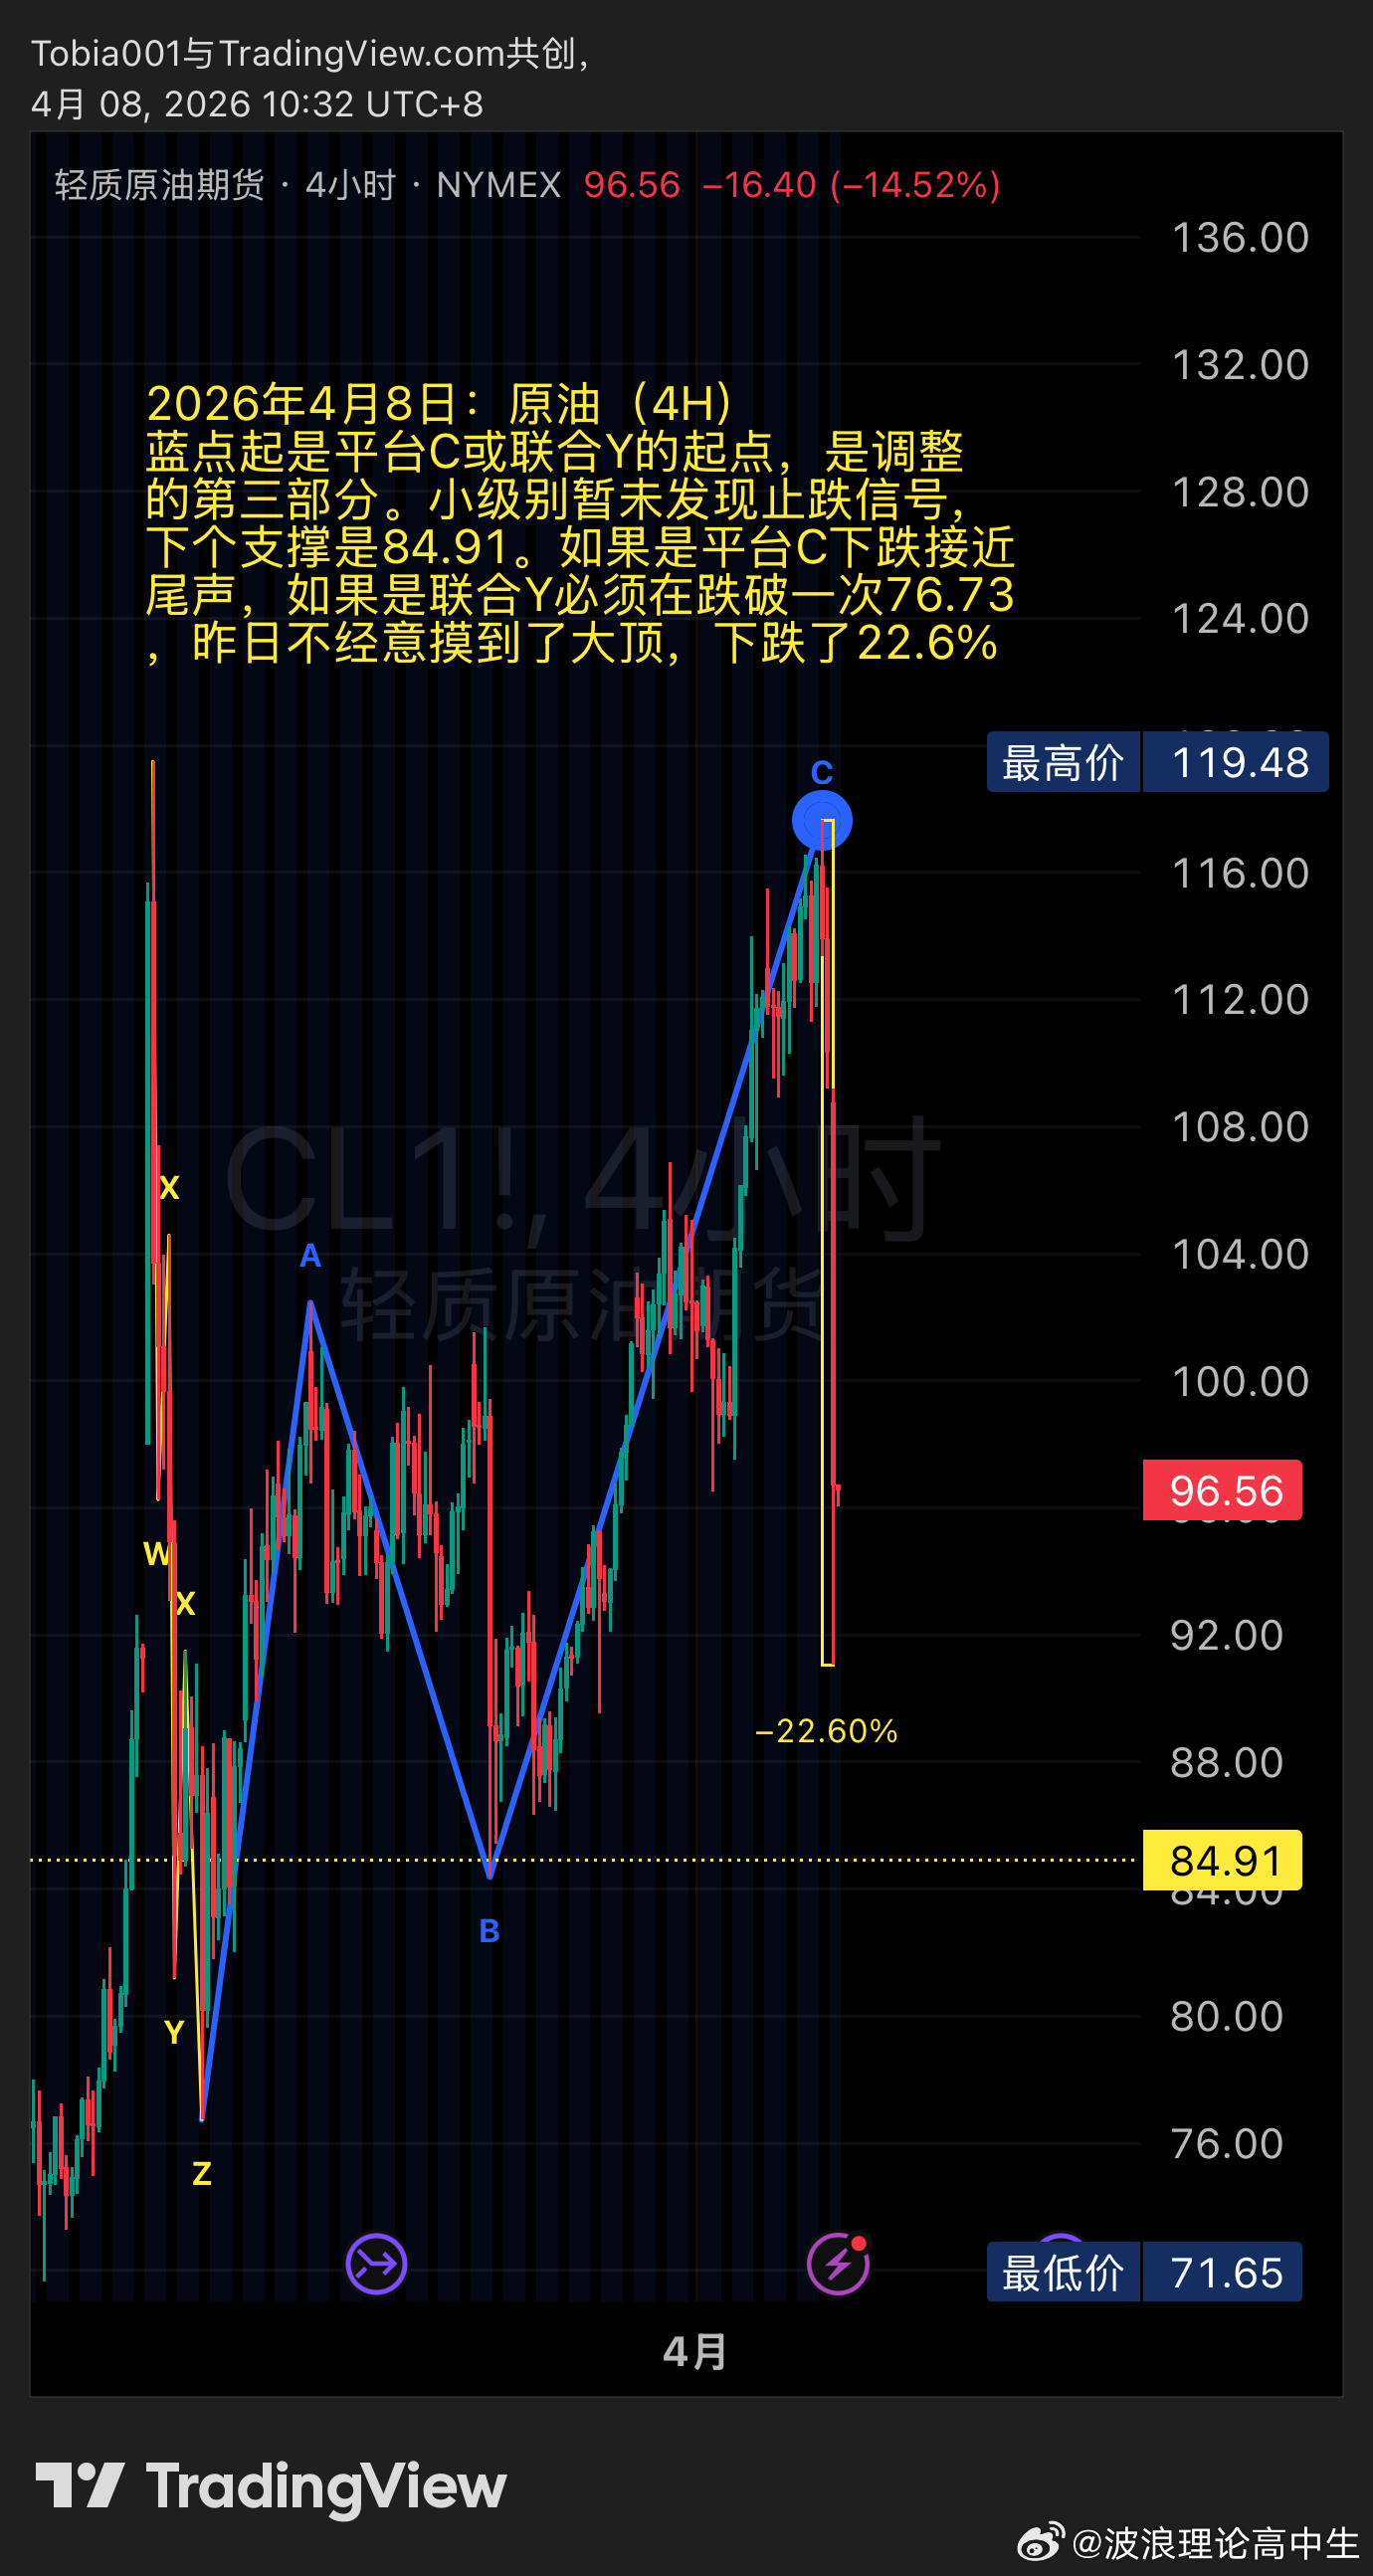 Tobia001与TradingView.com共创，
4月 08, 2026 10:32 UTC+8
轻质原油期货 · 4小时 · NYMEX 96.56 −16.40 (−14.52%)
136.00
132.00
2026年4月8日：原油（4H）
蓝点起是平台C或联合Y的起点，是调整
的第三部分。小级别暂未发现止跌信号，
下个支撑是84.91。如果是平台C下跌接近
尾声，如果是联合Y必须在跌破一次76.73
，昨日不经意摸到了大顶，下跌了22.6%
128.00
124.00
最高价 119.48
C
116.00
112.00
108.00
CL1!, 4小时
轻质原油期货
X
A
104.00
100.00
96.56
W
X
92.00
−22.60%
88.00
84.91
84.00
B
Y
80.00
76.00
Z
最低价 71.65
4月
TradingView
@波浪理论高中生